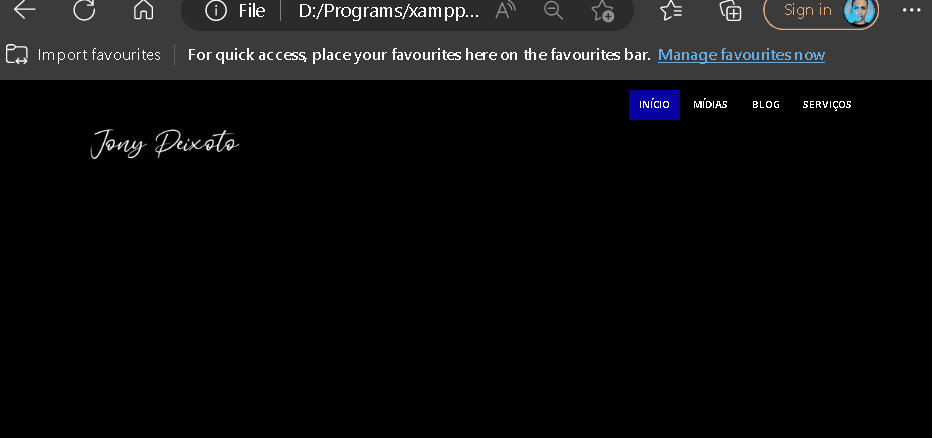 File D:/Programs/xampp... A Sign in
Import favourites For quick access, place your favourites here on the favourites bar. Manage favourites now
INÍCIO MÍDIAS BLOG SERVIÇOS
Jony Peixoto